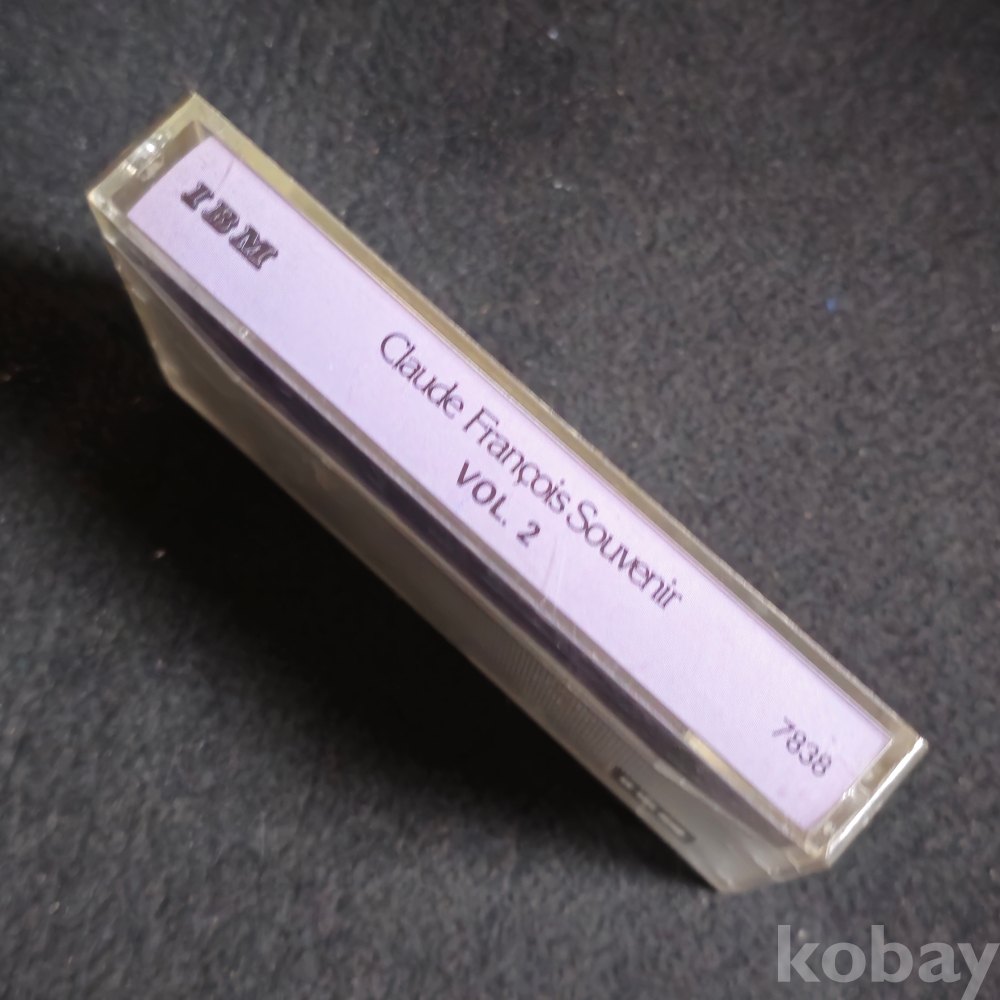 IBM
Claude François Souvenir
VOL. 2
7838
kobay